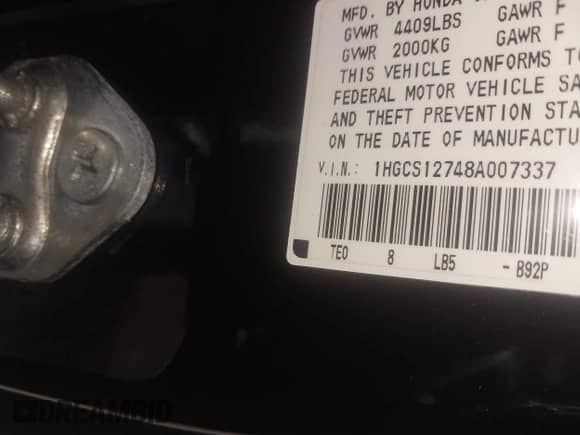 MFD. BY HONDA
GVWR 4409LBS GAWR F
GVWR 2000KG GAWR F
THIS VEHICLE CONFORMS TO
FEDERAL MOTOR VEHICLE SA
AND THEFT PREVENTION STA
ON THE DATE OF MANUFACTU
V.I.N.: 1HGCS12748A007337
TE0 8 LB5 - B92P
DREAMBID